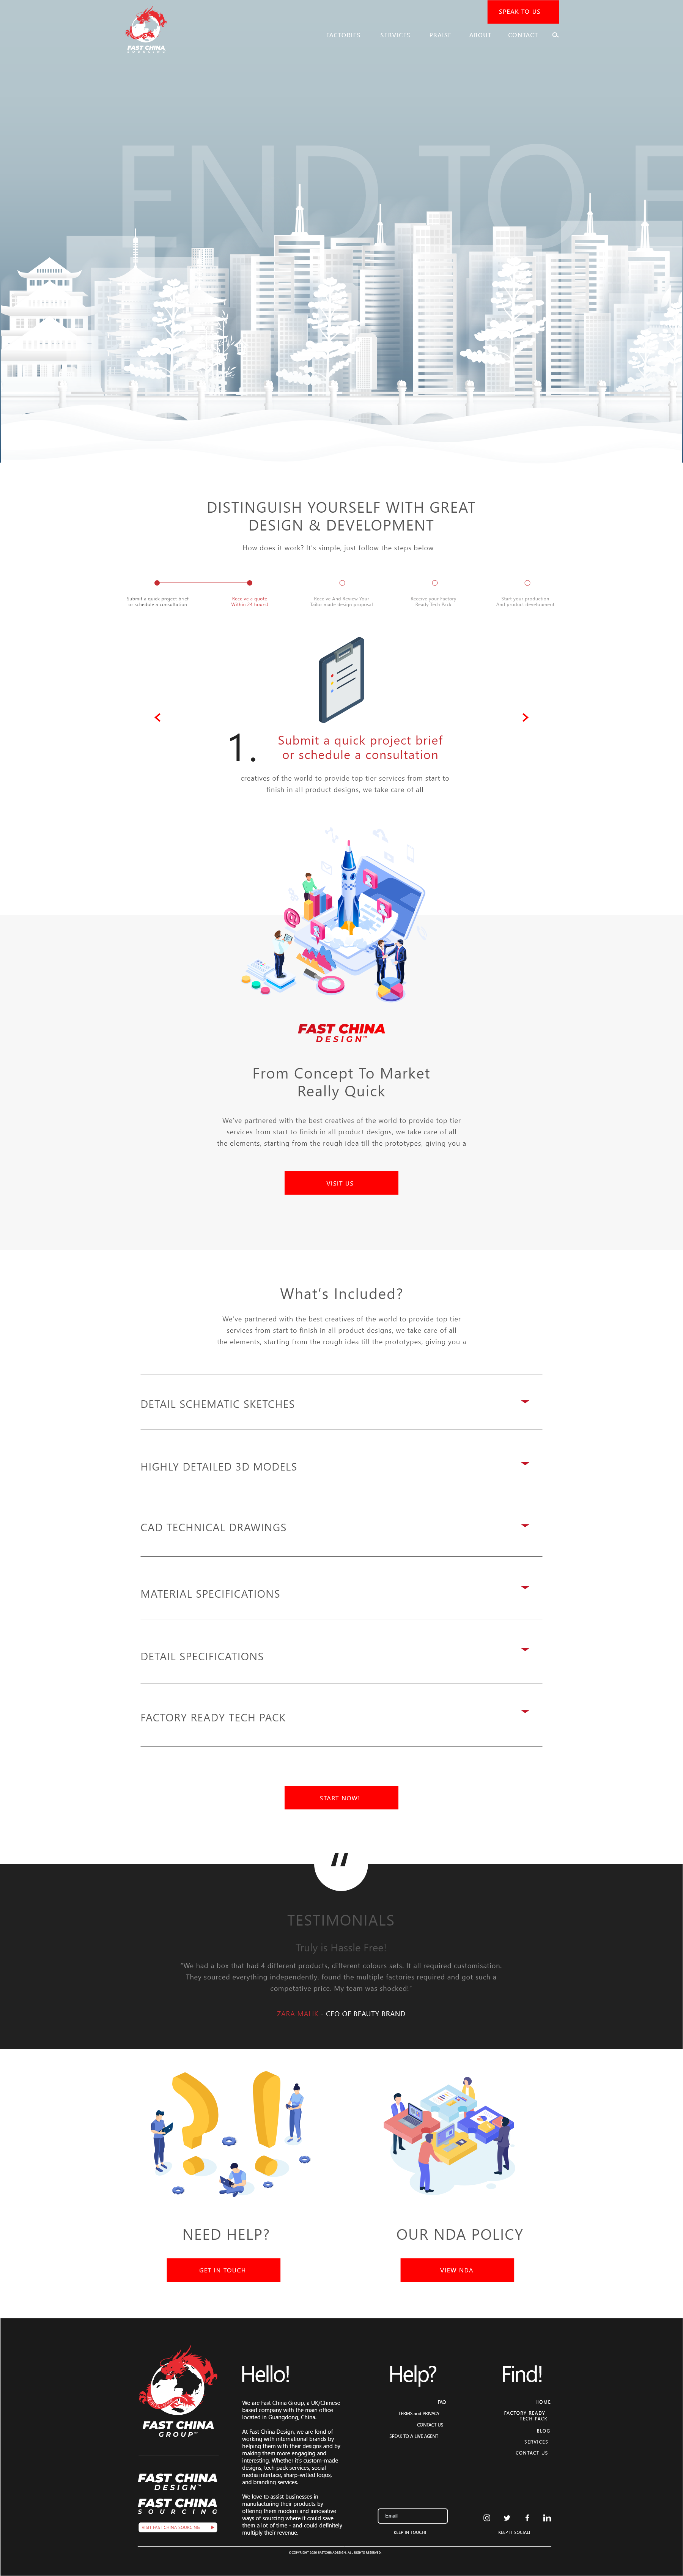 SPEAK TO US
FAST CHINA
SOURCING
FACTORIES
SERVICES
PRAISE
ABOUT
CONTACT
END TO E
DISTINGUISH YOURSELF WITH GREAT
DESIGN & DEVELOPMENT
How does it work? It's simple, just follow the steps below
Submit a quick project brief
or schedule a consultation
Receive a quote
Within 24 hours!
Receive And Review Your
Tailor made design proposal
Receive your Factory
Ready Tech Pack
Start your production
And product development
1.
Submit a quick project brief
or schedule a consultation
creatives of the world to provide top tier services from start to
finish in all product designs, we take care of all
FAST CHINA
DESIGN™
From Concept To Market
Really Quick
We've partnered with the best creatives of the world to provide top tier
services from start to finish in all product designs, we take care of all
the elements, starting from the rough idea till the prototypes, giving you a
VISIT US
What's Included?
We've partnered with the best creatives of the world to provide top tier
services from start to finish in all product designs, we take care of all
the elements, starting from the rough idea till the prototypes, giving you a
DETAIL SCHEMATIC SKETCHES
HIGHLY DETAILED 3D MODELS
CAD TECHNICAL DRAWINGS
MATERIAL SPECIFICATIONS
DETAIL SPECIFICATIONS
FACTORY READY TECH PACK
START NOW!
"
TESTIMONIALS
Truly is Hassle Free!
"We had a box that had 4 different products, different colours sets. It all required customisation.
They sourced everything independently, found the multiple factories required and got such a
competative price. My team was shocked!"
ZARA MALIK - CEO OF BEAUTY BRAND
NEED HELP?
GET IN TOUCH
OUR NDA POLICY
VIEW NDA
FAST CHINA
GROUP™
FAST CHINA
DESIGN™
FAST CHINA
SOURCING
VISIT FAST CHINA SOURCING
Hello!
We are Fast China Group, a UK/Chinese
based company with the main office
located in Guangdong, China.
At Fast China Design, we are fond of
working with international brands by
helping them with their designs and by
making them more engaging and
interesting. Whether it's custom-made
designs, tech pack services, social
media interface, sharp-witted logos,
and branding services.
We love to assist businesses in
manufacturing their products by
offering them modern and innovative
ways of sourcing where it could save
them a lot of time - and could definitely
multiply their revenue.
Help?
FAQ
TERMS and PRIVACY
CONTACT US
SPEAK TO A LIVE AGENT
Email
KEEP IN TOUCH!
Find!
HOME
FACTORY READY
TECH PACK
BLOG
SERVICES
CONTACT US
KEEP IT SOCIAL!